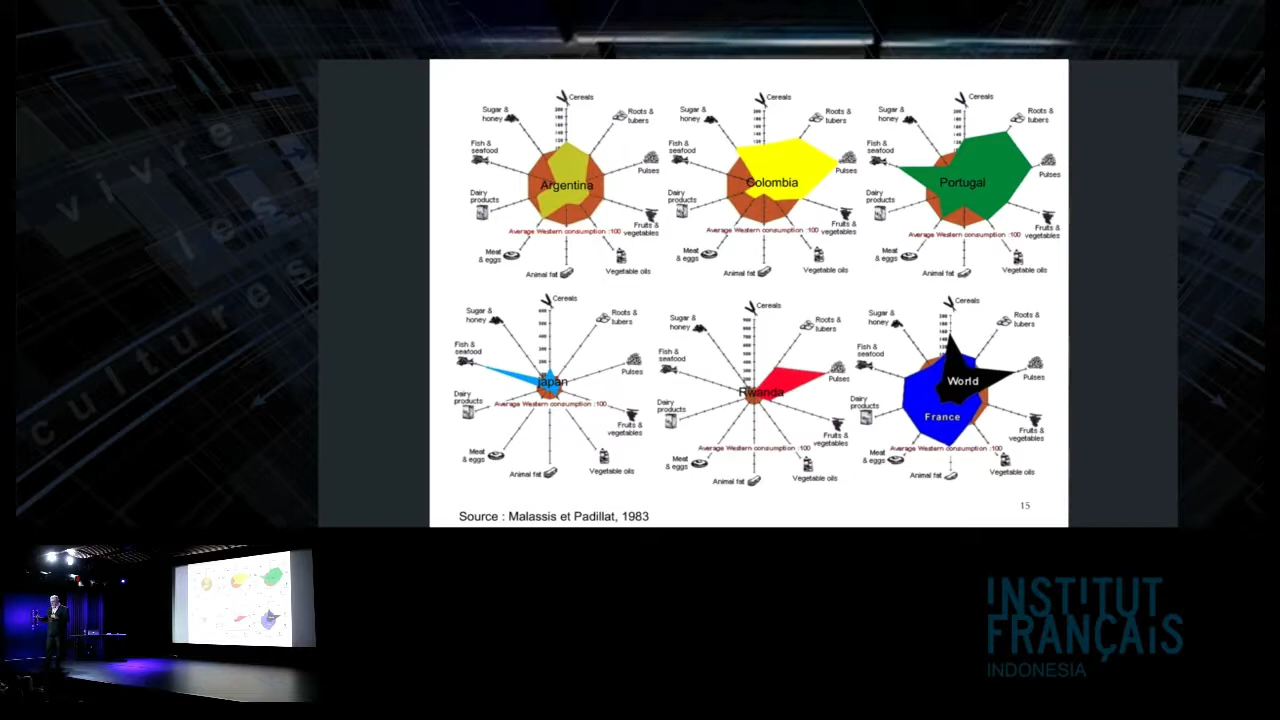 Cereals
Sugar &
honey
Roots &
tubers
Fish &
seafood
Pulses
Argentina
Dairy
products
Fruits &
vegetables
Average Western consumption :100
Meat
& eggs
Animal fat
Vegetable oils
Cereals
Sugar &
honey
Roots &
tubers
Fish &
seafood
Pulses
Colombia
Dairy
products
Fruits &
vegetables
Average Western consumption :100
Meat
& eggs
Animal fat
Vegetable oils
Cereals
Sugar &
honey
Roots &
tubers
Fish &
seafood
Pulses
Portugal
Dairy
products
Fruits &
vegetables
Average Western consumption :100
Meat
& eggs
Animal fat
Vegetable oils
Cereals
Sugar &
honey
Roots &
tubers
Fish &
seafood
Pulses
Japan
Dairy
products
Average Western consumption :100
Fruits &
vegetables
Meat
& eggs
Animal fat
Vegetable oils
Cereals
Sugar &
honey
Roots &
tubers
Fish &
seafood
Pulses
Rwanda
Dairy
products
Fruits &
vegetables
Average Western consumption :100
Meat
& eggs
Animal fat
Vegetable oils
Cereals
Sugar &
honey
Roots &
tubers
Fish &
seafood
Pulses
World
Dairy
products
France
Fruits &
vegetables
Average Western consumption :100
Meat
& eggs
Animal fat
Vegetable oils
15
Source : Malassis et Padillat, 1983
INSTITUT
FRANÇAIS
INDONESIA